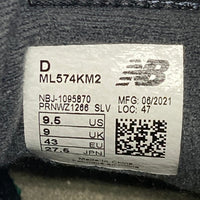 D
ML574KM2
NBJ-1095870
PRNWZ1266 SLV
MFG: 06/2021
LOC: 47
9.5 US
9 UK
43 EU
27.5 JPN